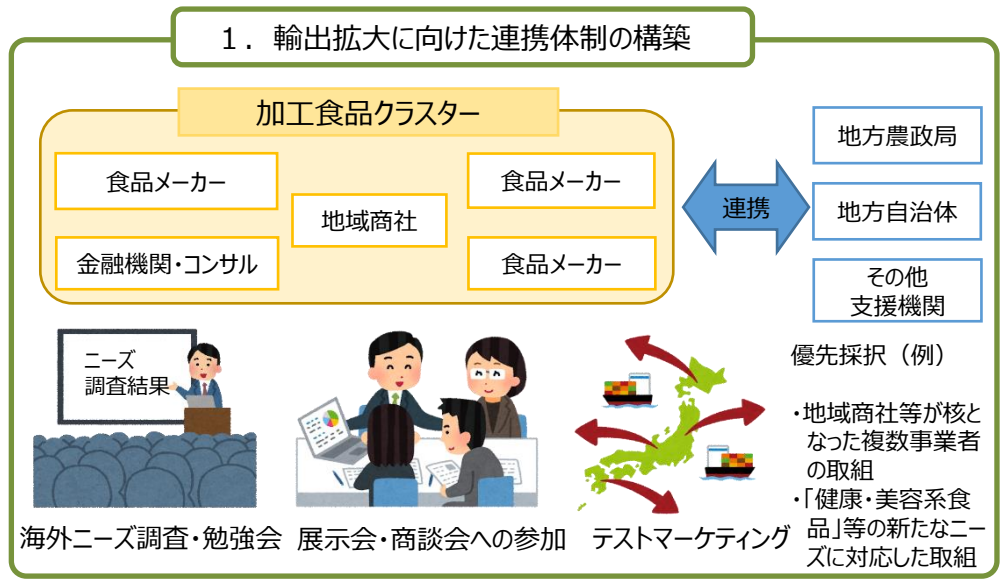 １．輸出拡大に向けた連携体制の構築
加工食品クラスター
食品メーカー
食品メーカー
地域商社
金融機関・コンサル
食品メーカー
連携
地方農政局
地方自治体
その他
支援機関
ニーズ
調査結果
海外ニーズ調査・勉強会
展示会・商談会への参加
テストマーケティング
優先採択（例）
・地域商社等が核と
なった複数事業者
の取組
・「健康・美容系食
品」等の新たなニー
ズに対応した取組